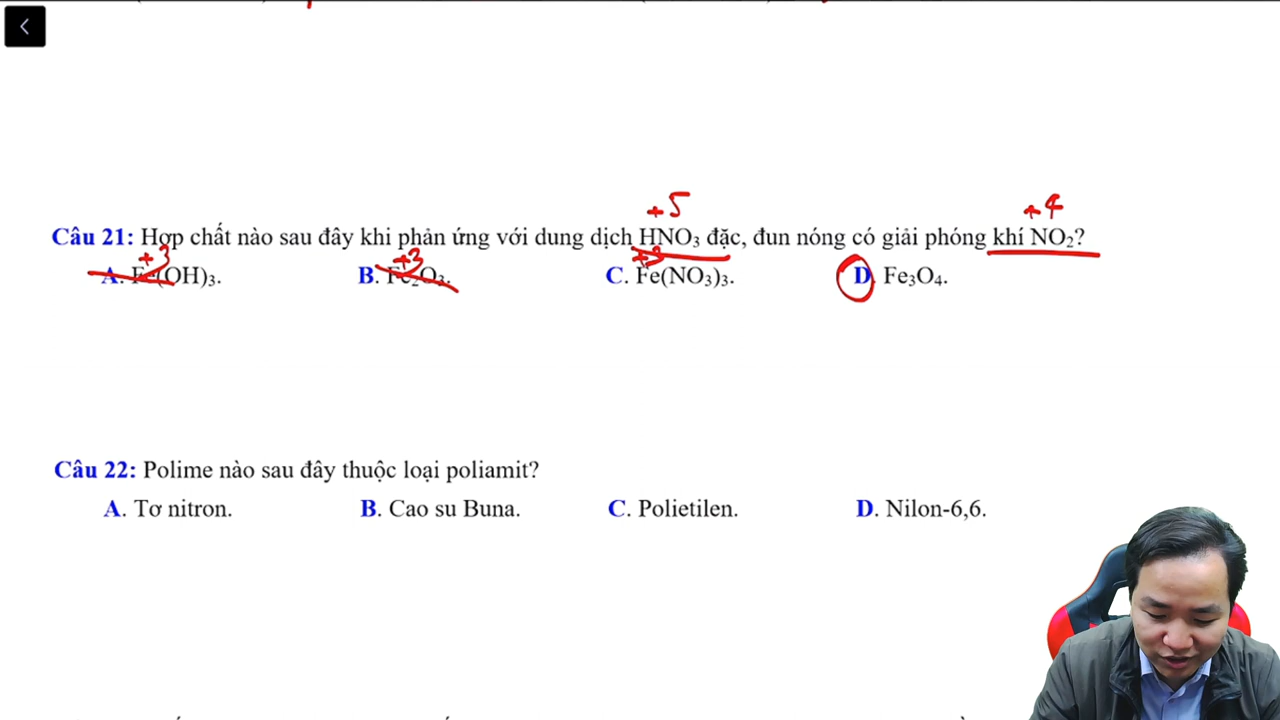 +5 +4
Câu 21: Hợp chất nào sau đây khi phản ứng với dung dịch HNO₃ đặc, đun nóng có giải phóng khí NO₂?
+3 +3 +3
A. Fe(OH)₃. B. Fe₂O₃. C. Fe(NO₃)₃. D. Fe₃O₄.
Câu 22: Polime nào sau đây thuộc loại poliamit?
A. Tơ nitron. B. Cao su Buna. C. Polietilen. D. Nilon-6,6.